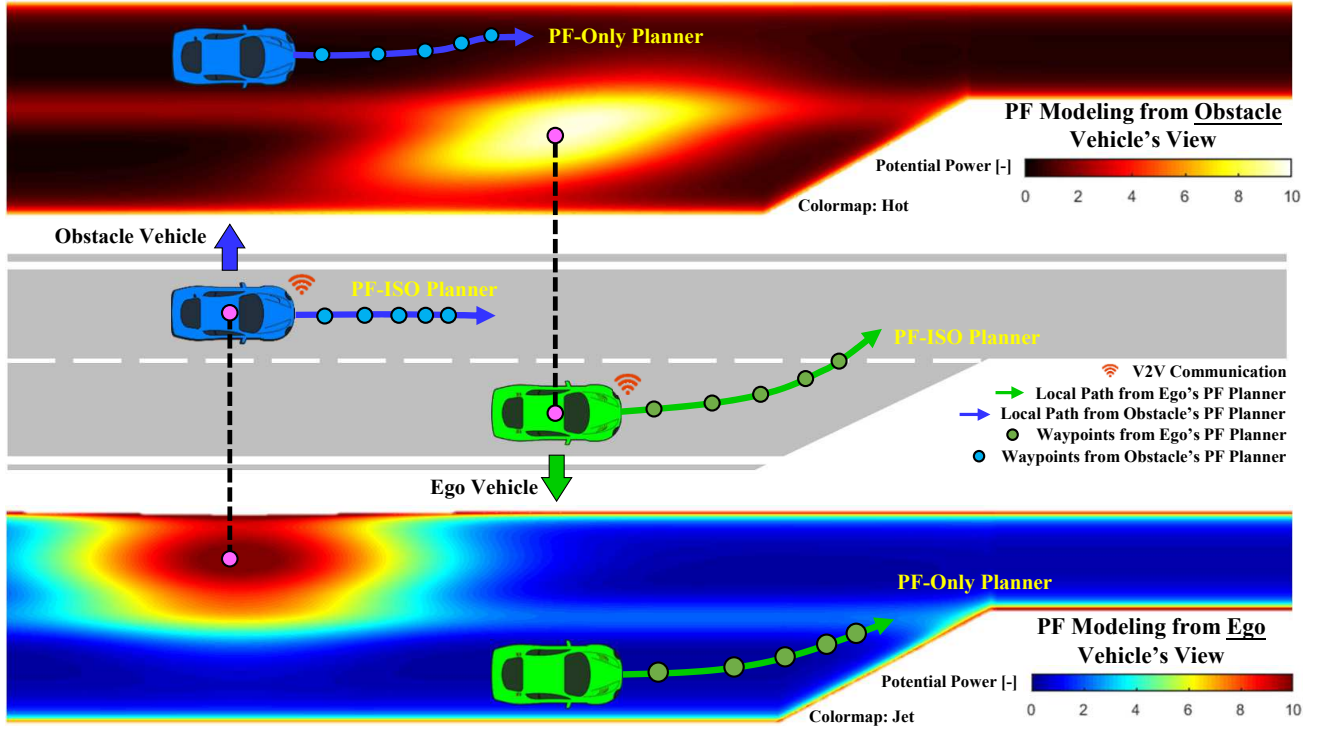 PF-Only Planner
PF Modeling from Obstacle
Vehicle's View
Potential Power [-]
0 2 4 6 8 10
Colormap: Hot
Obstacle Vehicle
PF-ISO Planner
PF-ISO Planner
V2V Communication
Local Path from Ego's PF Planner
Local Path from Obstacle's PF Planner
Waypoints from Ego's PF Planner
Waypoints from Obstacle's PF Planner
Ego Vehicle
PF-Only Planner
PF Modeling from Ego
Vehicle's View
Potential Power [-]
0 2 4 6 8 10
Colormap: Jet